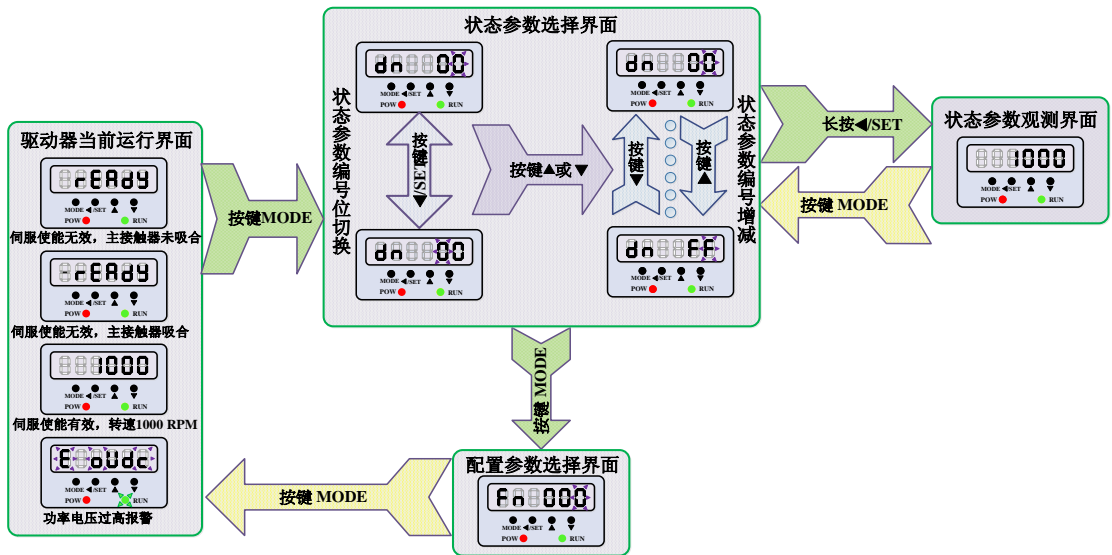 驱动器当前运行界面
rEAdy
MODE ◀/SET ▲ ▼
POW RUN
伺服使能无效，主接触器未吸合
-rEAdy
MODE ◀/SET ▲ ▼
POW RUN
伺服使能无效，主接触器吸合
1000
MODE ◀/SET ▲ ▼
POW RUN
伺服使能有效，转速1000 RPM
E oUdc
MODE ◀/SET ▲ ▼
POW RUN
功率电压过高报警
按键MODE
状态参数选择界面
状态参数编号位切换
dn 00
MODE ◀/SET ▲ ▼
POW RUN
按键◀/SET
dn 00
MODE ◀/SET ▲ ▼
POW RUN
按键▲或▼
dn 00
MODE ◀/SET ▲ ▼
POW RUN
按键▼
按键▲
dn FF
MODE ◀/SET ▲ ▼
POW RUN
状态参数编号增减
长按◀/SET
按键 MODE
状态参数观测界面
1000
MODE ◀/SET ▲ ▼
POW RUN
按键 MODE
配置参数选择界面
Fn 000
MODE ◀/SET ▲ ▼
POW RUN
按键 MODE